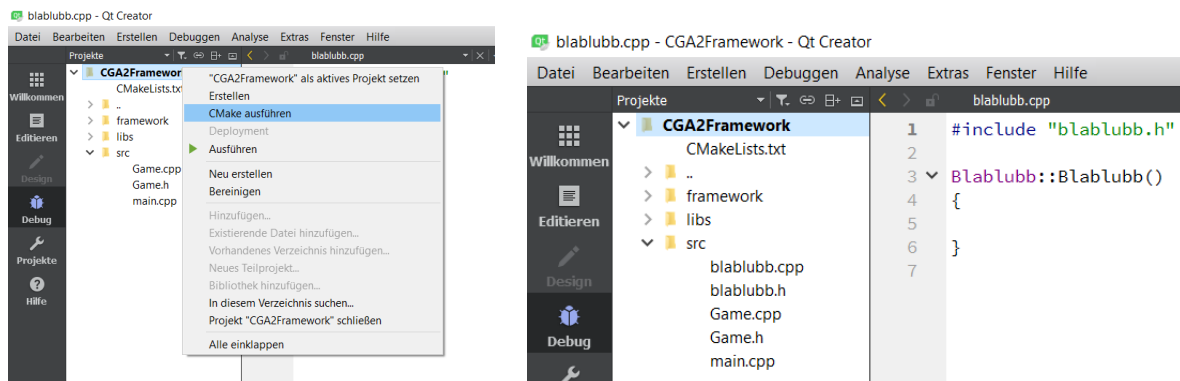 blablubb.cpp - Qt Creator
Datei Bearbeiten Erstellen Debuggen Analyse Extras Fenster Hilfe
Projekte blablubb.cpp
Willkommen
Editieren
Design
Debug
Projekte
Hilfe
CGA2Framewor
CMakeLists.tx
..
framework
libs
src
Game.cpp
Game.h
main.cpp
"CGA2Framework" als aktives Projekt setzen
Erstellen
CMake ausführen
Deployment
Ausführen
Neu erstellen
Bereinigen
Hinzufügen...
Existierende Datei hinzufügen...
Vorhandenes Verzeichnis hinzufügen...
Neues Teilprojekt...
Bibliothek hinzufügen...
In diesem Verzeichnis suchen...
Projekt "CGA2Framework" schließen
Alle einklappen
blablubb.cpp - CGA2Framework - Qt Creator
Datei Bearbeiten Erstellen Debuggen Analyse Extras Fenster Hilfe
Projekte blablubb.cpp
Willkommen
Editieren
Design
Debug
CGA2Framework
CMakeLists.txt
..
framework
libs
src
blablubb.cpp
blablubb.h
Game.cpp
Game.h
main.cpp
1 #include "blablubb.h"
2
3 Blablubb::Blablubb()
4 {
5
6 }
7